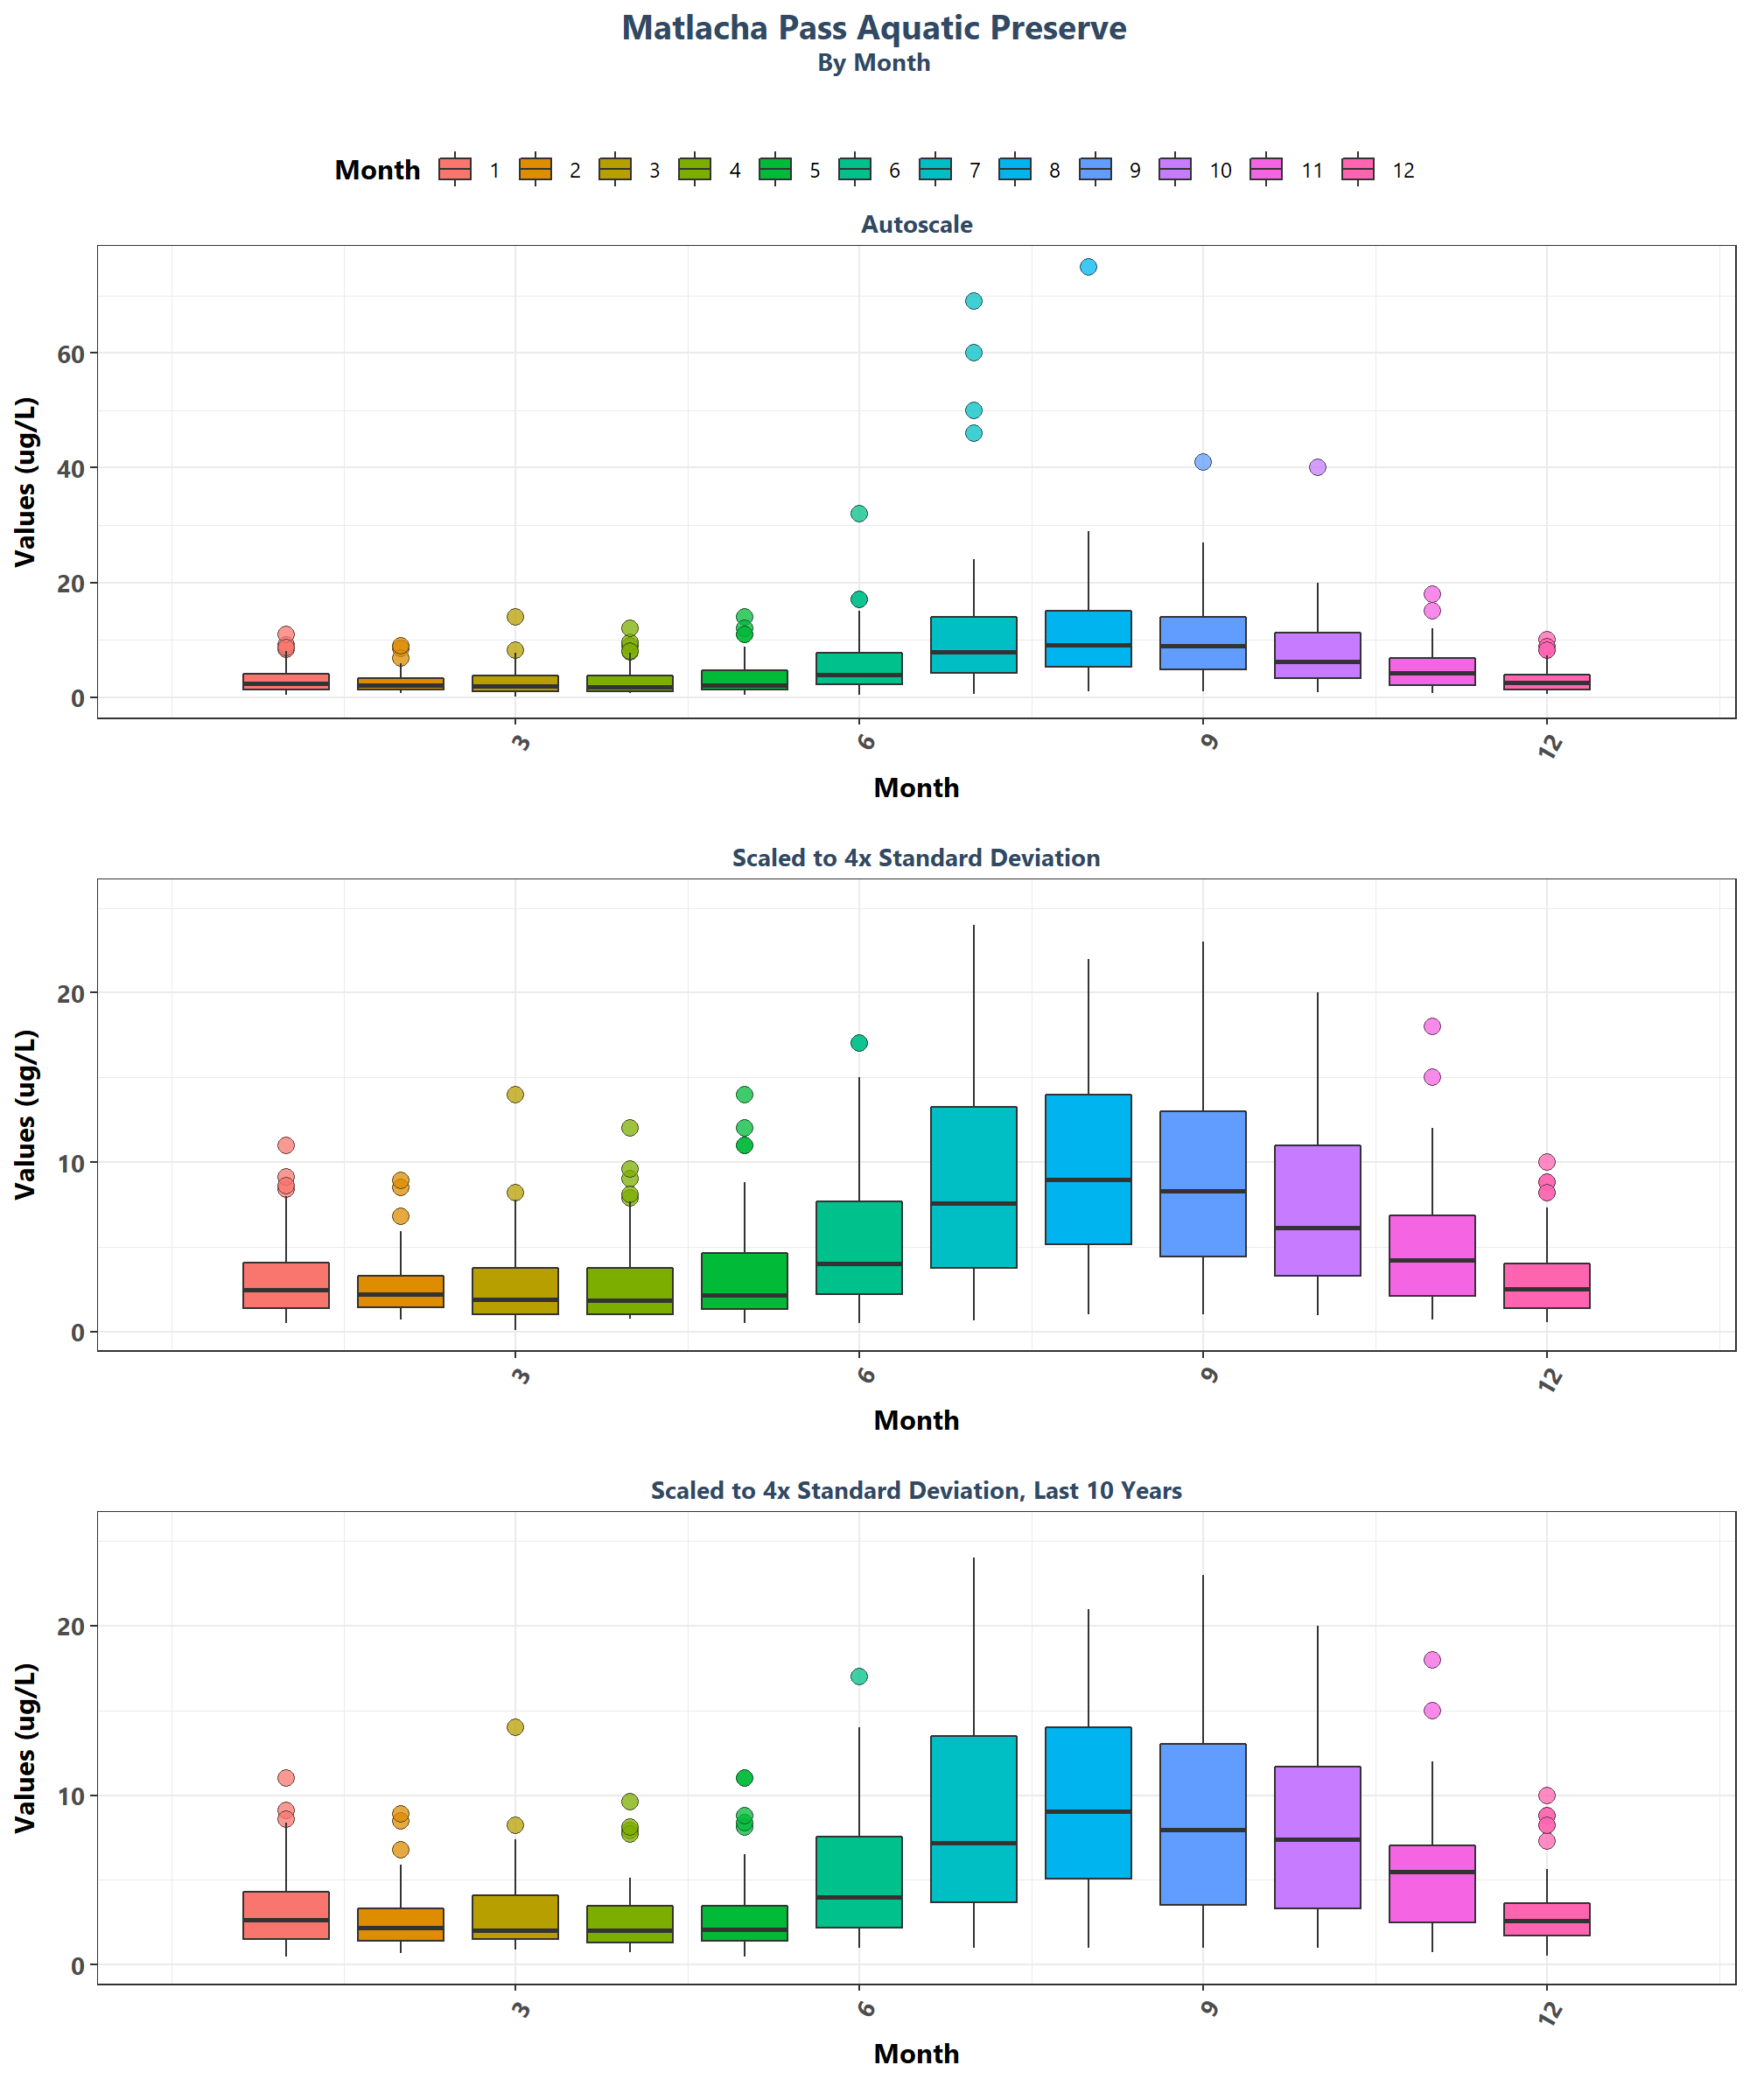 Matlacha Pass Aquatic Preserve
By Month
Month 1 2 3 4 5 6 7 8 9 10 11 12
Autoscale
Values (ug/L)
60
40
20
0
3 6 9 12
Month
Scaled to 4x Standard Deviation
Values (ug/L)
20
10
0
3 6 9 12
Month
Scaled to 4x Standard Deviation, Last 10 Years
Values (ug/L)
20
10
0
3 6 9 12
Month